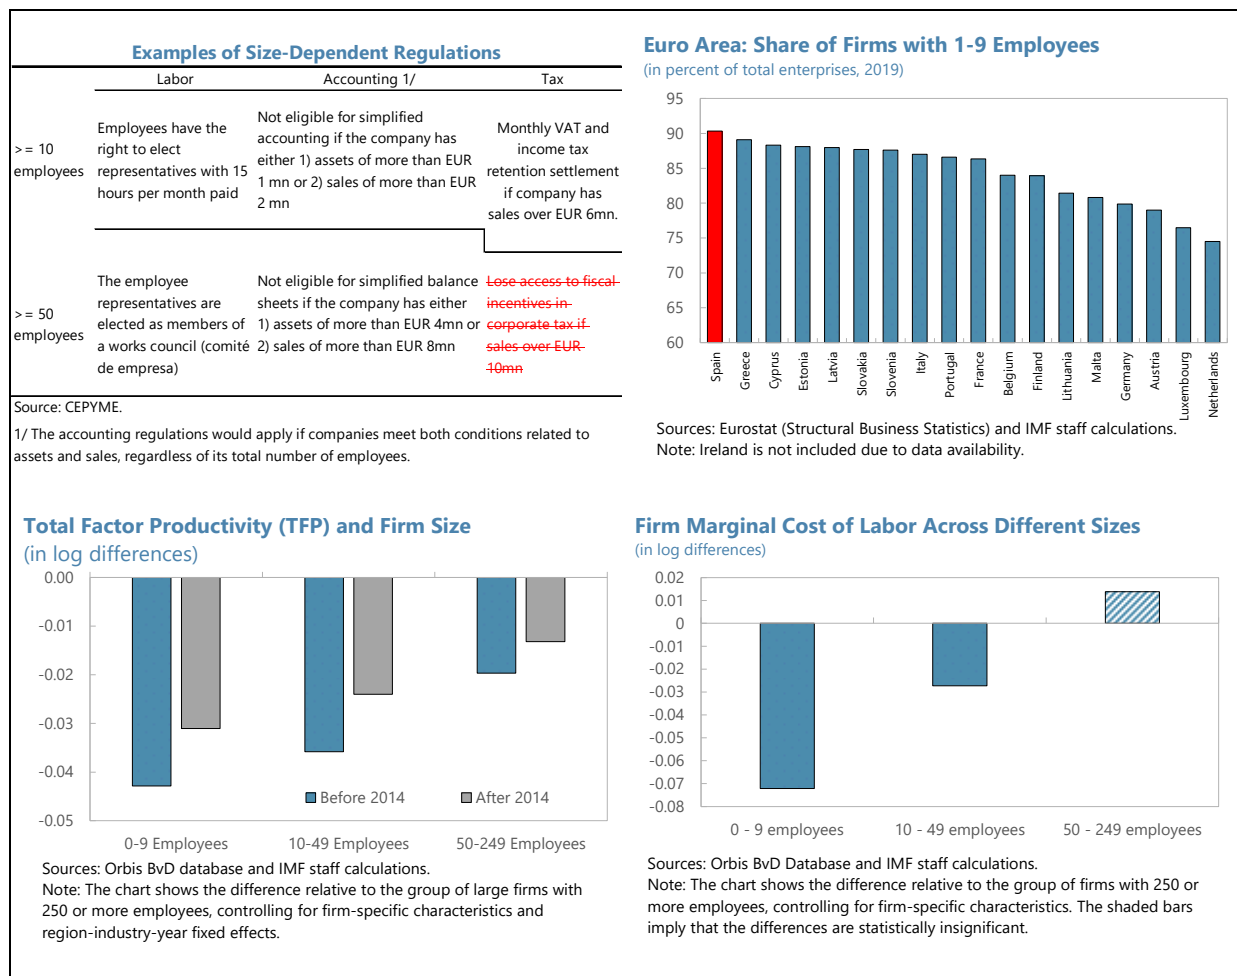 Examples of Size-Dependent Regulations
Labor Accounting 1/ Tax
>= 10
employees
Employees have the
right to elect
representatives with 15
hours per month paid
Not eligible for simplified
accounting if the company has
either 1) assets of more than EUR
1 mn or 2) sales of more than EUR
2 mn
Monthly VAT and
income tax
retention settlement
if company has
sales over EUR 6mn.
>= 50
employees
The employee
representatives are
elected as members of
a works council (comité
de empresa)
Not eligible for simplified balance
sheets if the company has either
1) assets of more than EUR 4mn or
2) sales of more than EUR 8mn
Lose access to fiscal
incentives in
corporate tax if
sales over EUR
10mn
Source: CEPYME.
1/ The accounting regulations would apply if companies meet both conditions related to
assets and sales, regardless of its total number of employees.
Euro Area: Share of Firms with 1-9 Employees
(in percent of total enterprises, 2019)
95
90
85
80
75
70
65
60
Spain
Greece
Cyprus
Estonia
Latvia
Slovakia
Slovenia
Italy
Portugal
France
Belgium
Finland
Lithuania
Malta
Germany
Austria
Luxembourg
Netherlands
Sources: Eurostat (Structural Business Statistics) and IMF staff calculations.
Note: Ireland is not included due to data availability.
Total Factor Productivity (TFP) and Firm Size
(in log differences)
0.00
-0.01
-0.02
-0.03
-0.04
-0.05
Before 2014 After 2014
0-9 Employees 10-49 Employees 50-249 Employees
Sources: Orbis BvD database and IMF staff calculations.
Note: The chart shows the difference relative to the group of large firms with
250 or more employees, controlling for firm-specific characteristics and
region-industry-year fixed effects.
Firm Marginal Cost of Labor Across Different Sizes
(in log differences)
0.02
0.01
0
-0.01
-0.02
-0.03
-0.04
-0.05
-0.06
-0.07
-0.08
0 - 9 employees 10 - 49 employees 50 - 249 employees
Sources: Orbis BvD Database and IMF staff calculations.
Note: The chart shows the difference relative to the group of firms with 250 or
more employees, controlling for firm-specific characteristics. The shaded bars
imply that the differences are statistically insignificant.